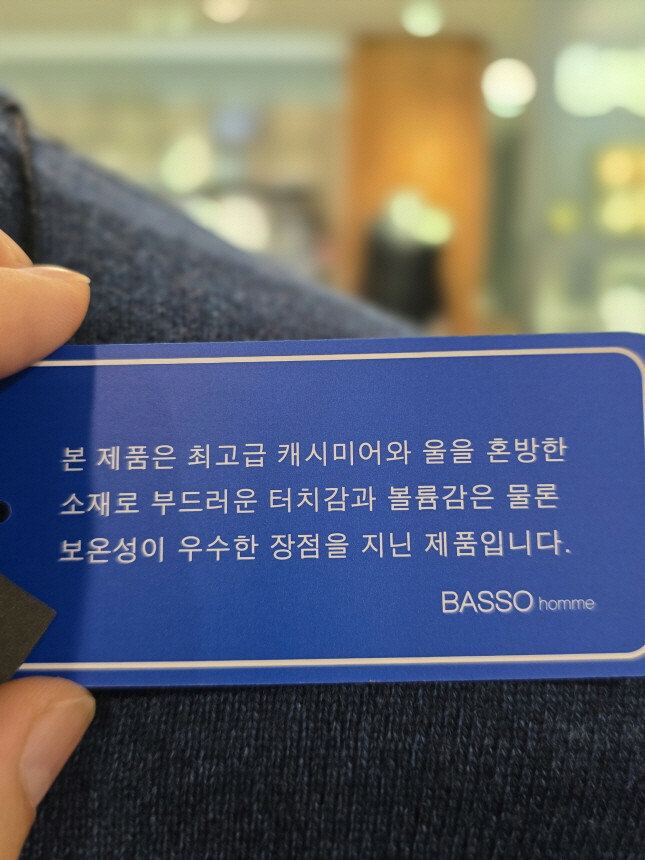 본 제품은 최고급 캐시미어와 울을 혼방한
소재로 부드러운 터치감과 볼륨감은 물론
보온성이 우수한 장점을 지닌 제품입니다.
BASSO homme